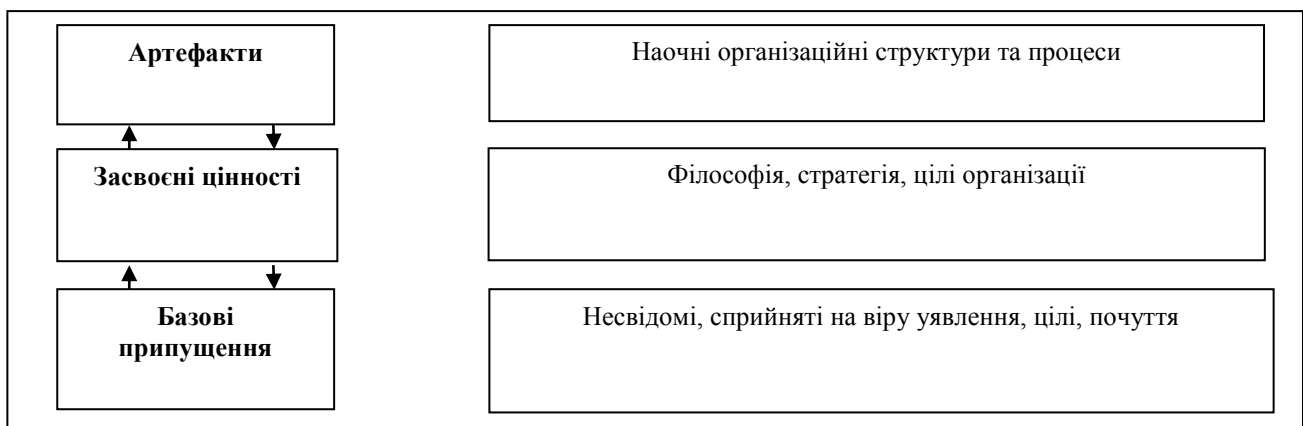 Артефакти
Наочні організаційні структури та процеси
Засвоєні цінності
Філософія, стратегія, цілі організації
Базові
припущення
Несвідомі, сприйняті на віру уявлення, цілі, почуття